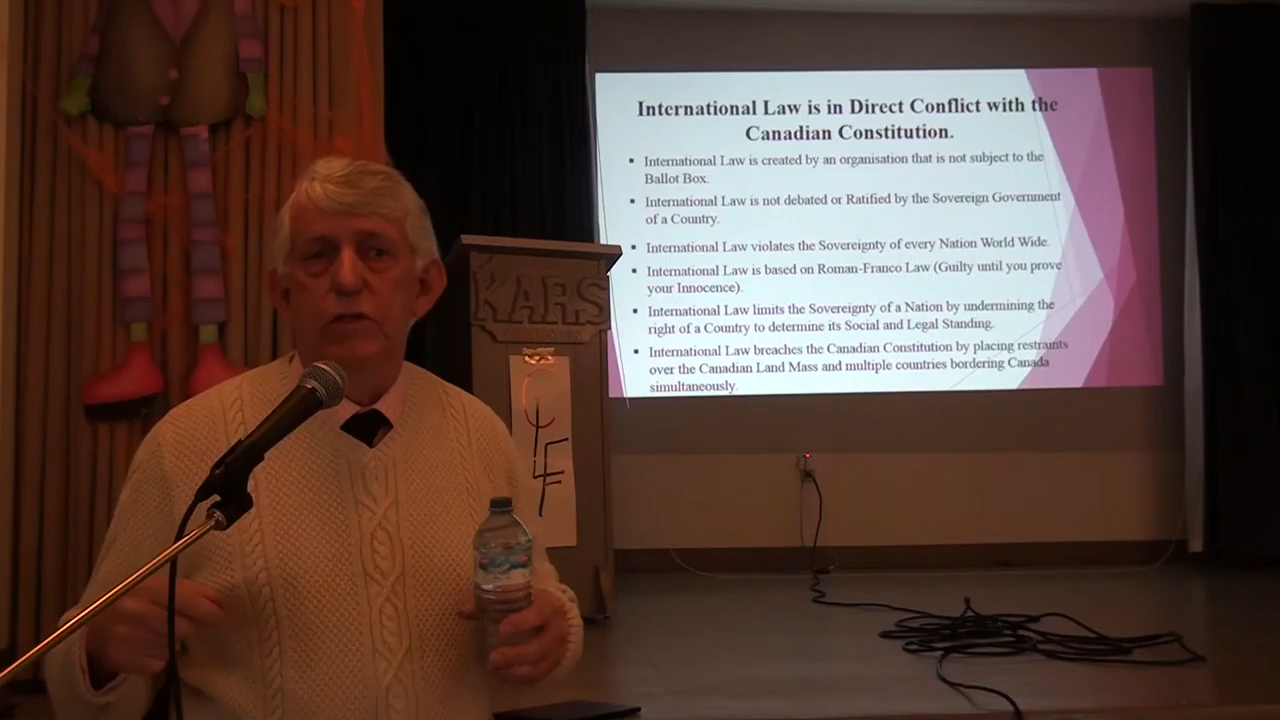 International Law is in Direct Conflict with the
Canadian Constitution.
▪ International Law is created by an organisation that is not subject to the
Ballot Box.
▪ International Law is not debated or Ratified by the Sovereign Government
of a Country.
▪ International Law violates the Sovereignty of every Nation World Wide.
▪ International Law is based on Roman-Franco Law (Guilty until you prove
your Innocence).
▪ International Law limits the Sovereignty of a Nation by undermining the
right of a Country to determine its Social and Legal Standing.
▪ International Law breaches the Canadian Constitution by placing restraints
over the Canadian Land Mass and multiple countries bordering Canada
simultaneously.
KARS